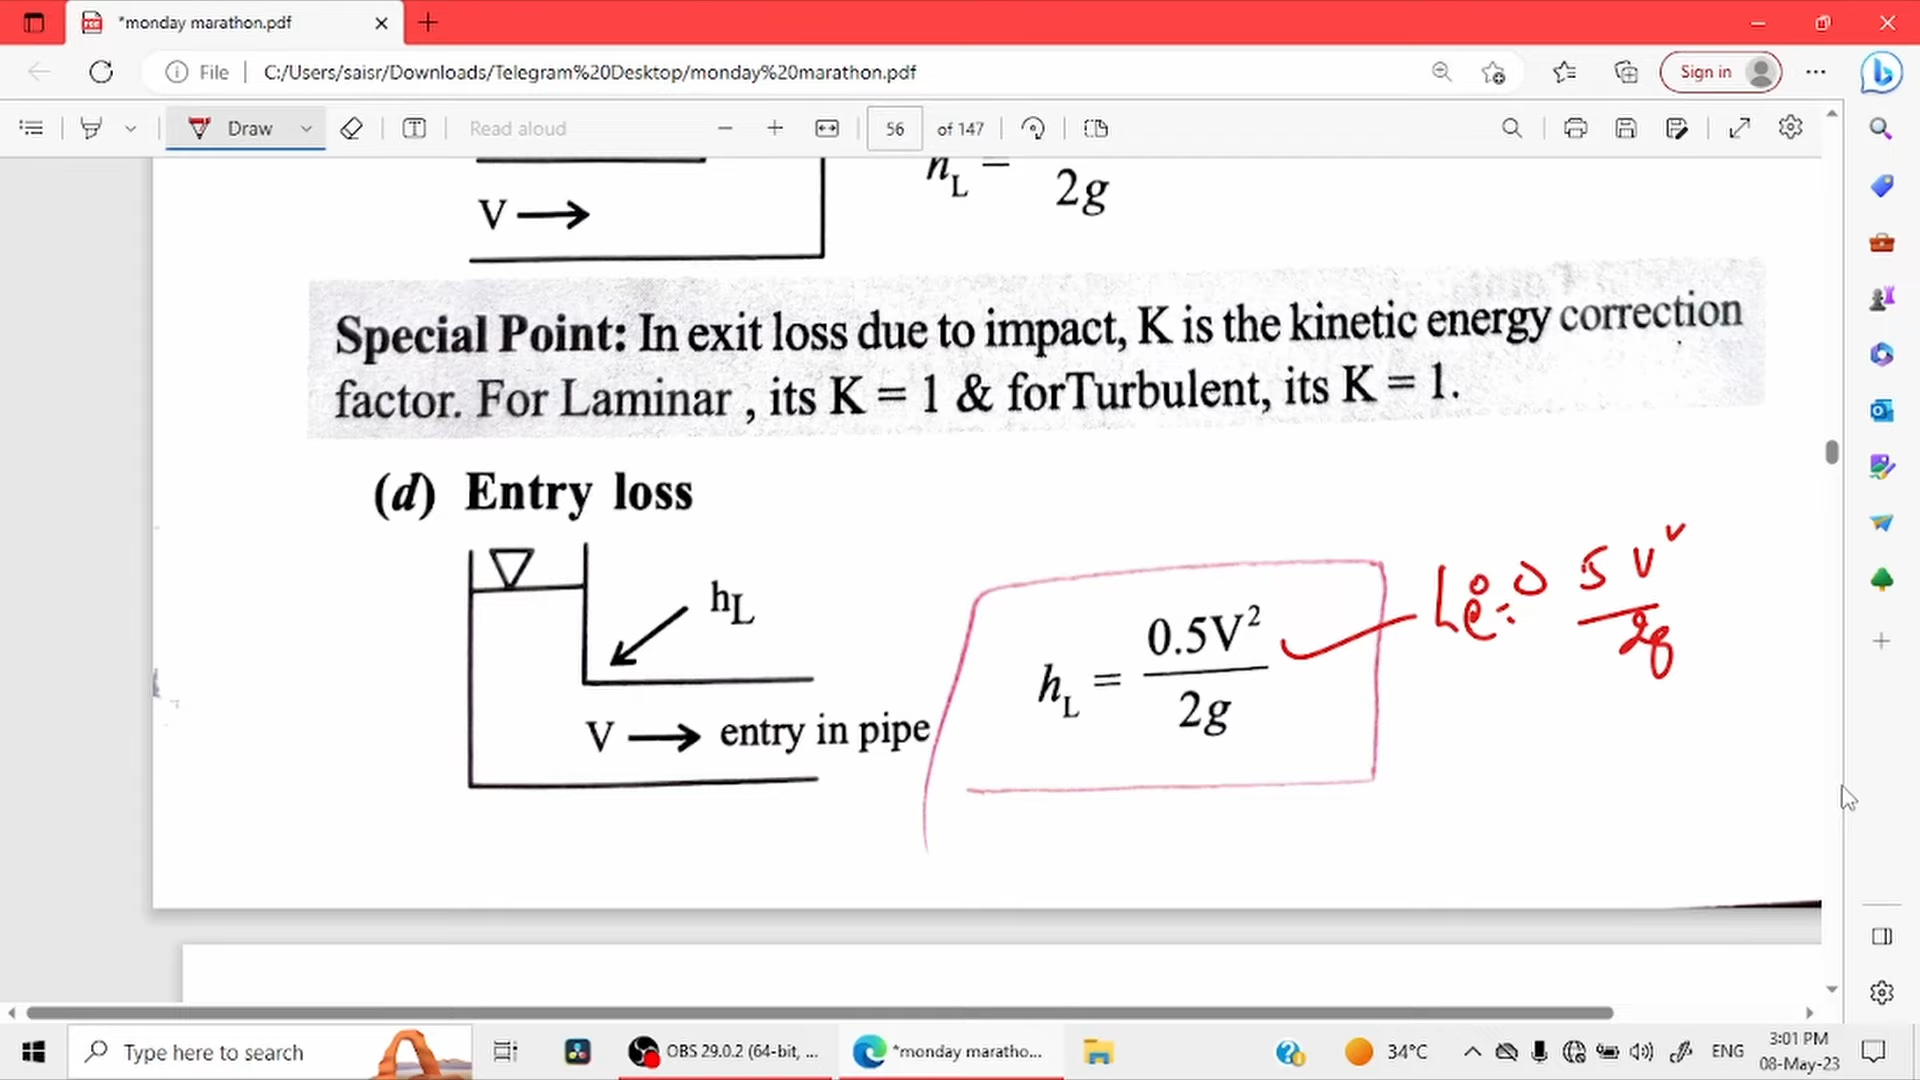 *monday marathon.pdf
File
C:/Users/saisr/Downloads/Telegram%20Desktop/monday%20marathon.pdf
Sign in
Draw
Read aloud
56 of 147
V
h_L =
2g
Special Point: In exit loss due to impact, K is the kinetic energy correction
factor. For Laminar , its K = 1 & forTurbulent, its K = 1.
(d) Entry loss
hL
V → entry in pipe
h_L = 0.5V² / 2g
Type here to search
OBS 29.0.2 (64-bit, ...
*monday maratho...
34°C
ENG
3:01 PM
08-May-23